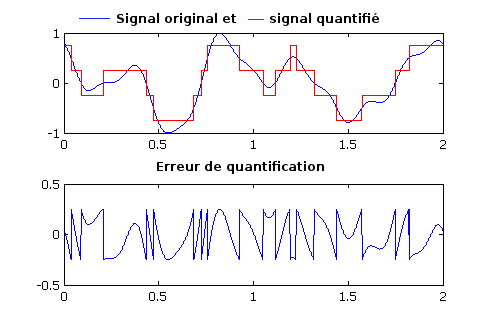 Signal original et signal quantifié
1
0
-1
0 0.5 1 1.5 2
Erreur de quantification
0.5
0
-0.5
0 0.5 1 1.5 2